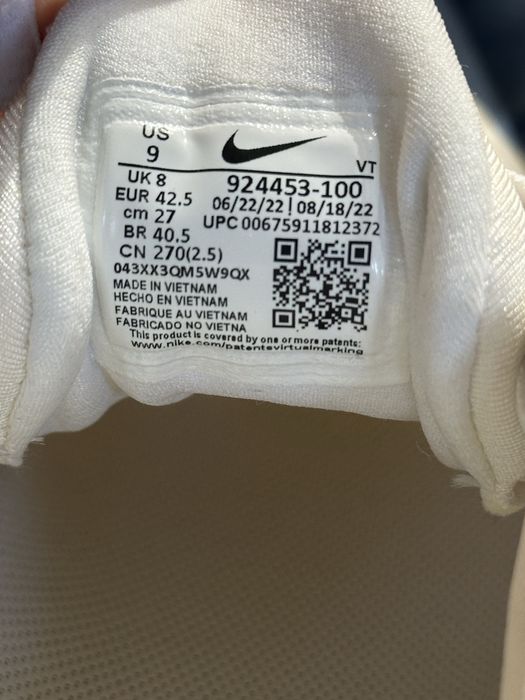 US
9
VT
UK 8
EUR 42.5
cm 27
BR 40.5
CN 270(2.5)
924453-100
06/22/22 | 08/18/22
UPC 00675911812372
043XX3QM5W9QX
MADE IN VIETNAM
HECHO EN VIETNAM
FABRIQUE AU VIETNAM
FABRICADO NO VIETNA
This product is covered by one or more patents:
www.nike.com/patentsvirtualmarking